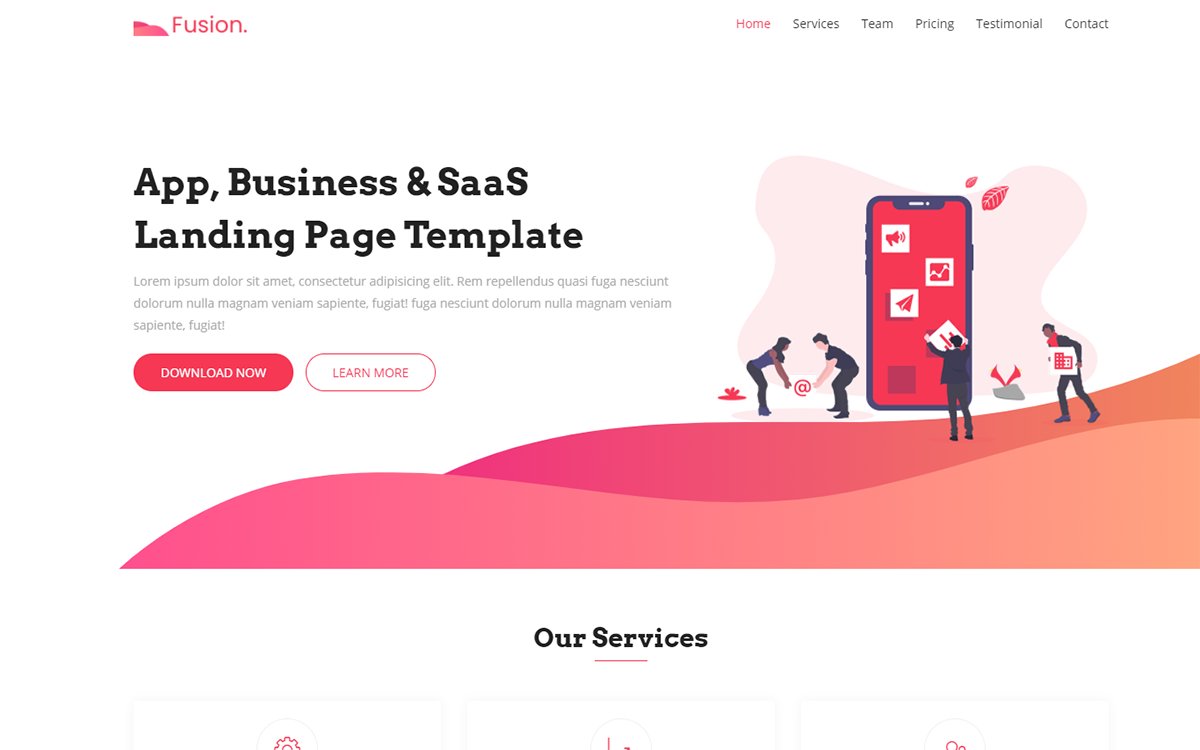 Fusion.
Home Services Team Pricing Testimonial Contact
App, Business & SaaS
Landing Page Template
Lorem ipsum dolor sit amet, consectetur adipisicing elit. Rem repellendus quasi fuga nesciunt
dolorum nulla magnam veniam sapiente, fugiat! fuga nesciunt dolorum nulla magnam veniam
sapiente, fugiat!
DOWNLOAD NOW LEARN MORE
@
Our Services